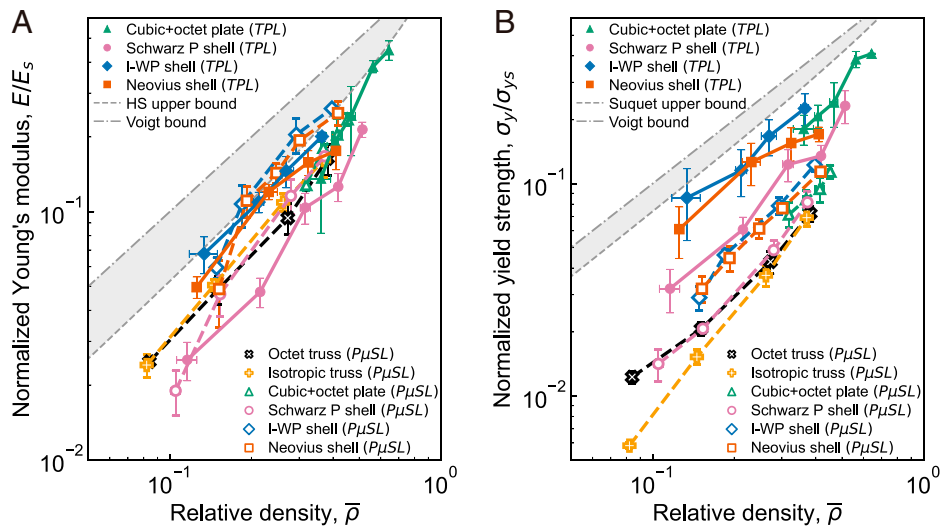 A
Normalized Young's modulus, E/Eₛ
Cubic+octet plate (TPL)
Schwarz P shell (TPL)
I-WP shell (TPL)
Neovius shell (TPL)
HS upper bound
Voigt bound
Octet truss (PμSL)
Isotropic truss (PμSL)
Cubic+octet plate (PμSL)
Schwarz P shell (PμSL)
I-WP shell (PμSL)
Neovius shell (PμSL)
10⁻¹
10⁻²
10⁻¹
10⁰
Relative density, ρ̅
B
Normalized yield strength, σy/σys
Cubic+octet plate (TPL)
Schwarz P shell (TPL)
I-WP shell (TPL)
Neovius shell (TPL)
Suquet upper bound
Voigt bound
Octet truss (PμSL)
Isotropic truss (PμSL)
Cubic+octet plate (PμSL)
Schwarz P shell (PμSL)
I-WP shell (PμSL)
Neovius shell (PμSL)
10⁻¹
10⁻²
10⁻¹
10⁰
Relative density, ρ̅